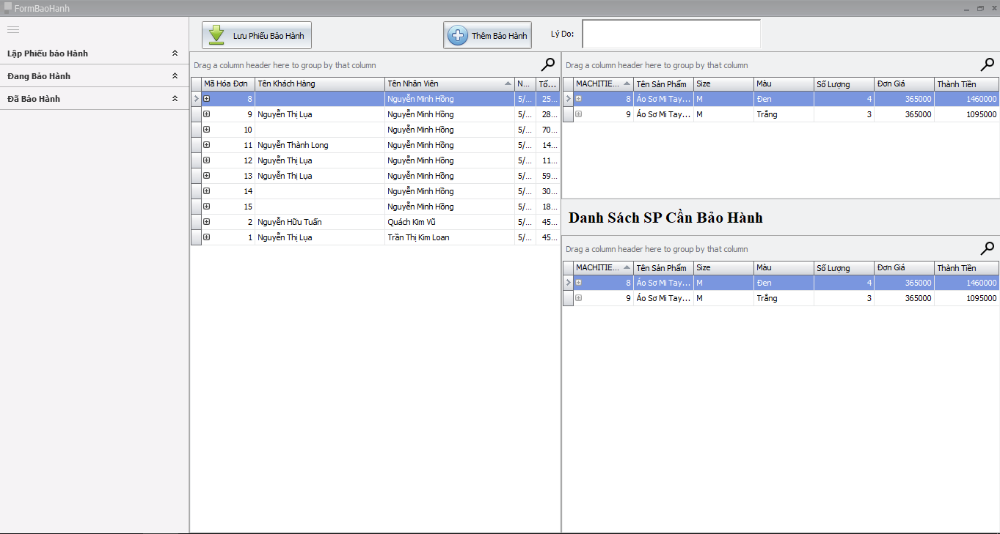 FormBaoHanh
Lập Phiếu bảo Hành
Đang Bảo Hành
Đã Bảo Hành
Lưu Phiếu Bảo Hành Thêm Bảo Hành Lý Do:
Drag a column header here to group by that column
Mã Hóa Đơn Tên Khách Hàng Tên Nhân Viên N... Tổ...
8 Nguyễn Minh Hồng 5/... 25...
9 Nguyễn Thị Lụa Nguyễn Minh Hồng 5/... 28...
10 Nguyễn Minh Hồng 5/... 70...
11 Nguyễn Thành Long Nguyễn Minh Hồng 5/... 14...
12 Nguyễn Thị Lụa Nguyễn Minh Hồng 5/... 11...
13 Nguyễn Thị Lụa Nguyễn Minh Hồng 5/... 59...
14 Nguyễn Minh Hồng 5/... 30...
15 Nguyễn Minh Hồng 5/... 18...
2 Nguyễn Hữu Tuấn Quách Kim Vũ 5/... 45...
1 Nguyễn Thị Lụa Trần Thị Kim Loan 5/... 45...
Drag a column header here to group by that column
MACHITIE... Tên Sản Phẩm Size Màu Số Lượng Đơn Giá Thành Tiền
8 Áo Sơ Mi Tay... M Đen 4 365000 1460000
9 Áo Sơ Mi Tay... M Trắng 3 365000 1095000
Danh Sách SP Cần Bảo Hành
Drag a column header here to group by that column
MACHITIE... Tên Sản Phẩm Size Màu Số Lượng Đơn Giá Thành Tiền
8 Áo Sơ Mi Tay... M Đen 4 365000 1460000
9 Áo Sơ Mi Tay... M Trắng 3 365000 1095000